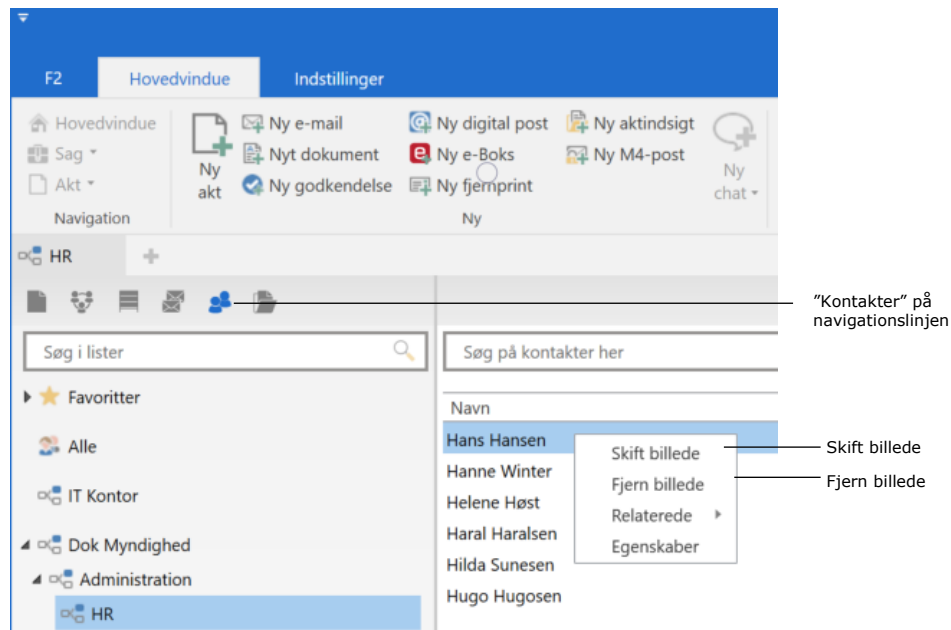 F2 Hovedvindue Indstillinger
Hovedvindue
Sag
Akt
Navigation
Ny
akt
Ny e-mail
Nyt dokument
Ny godkendelse
Ny digital post
Ny e-Boks
Ny fjernprint
Ny aktindsigt
Ny M4-post
Ny
chat
Ny
HR
"Kontakter" på
navigationslinjen
Søg i lister
Favoritter
Alle
IT Kontor
Dok Myndighed
Administration
HR
Søg på kontakter her
Navn
Hans Hansen
Hanne Winter
Helene Høst
Haral Haralsen
Hilda Sunesen
Hugo Hugosen
Skift billede
Fjern billede
Relaterede
Egenskaber
Skift billede
Fjern billede